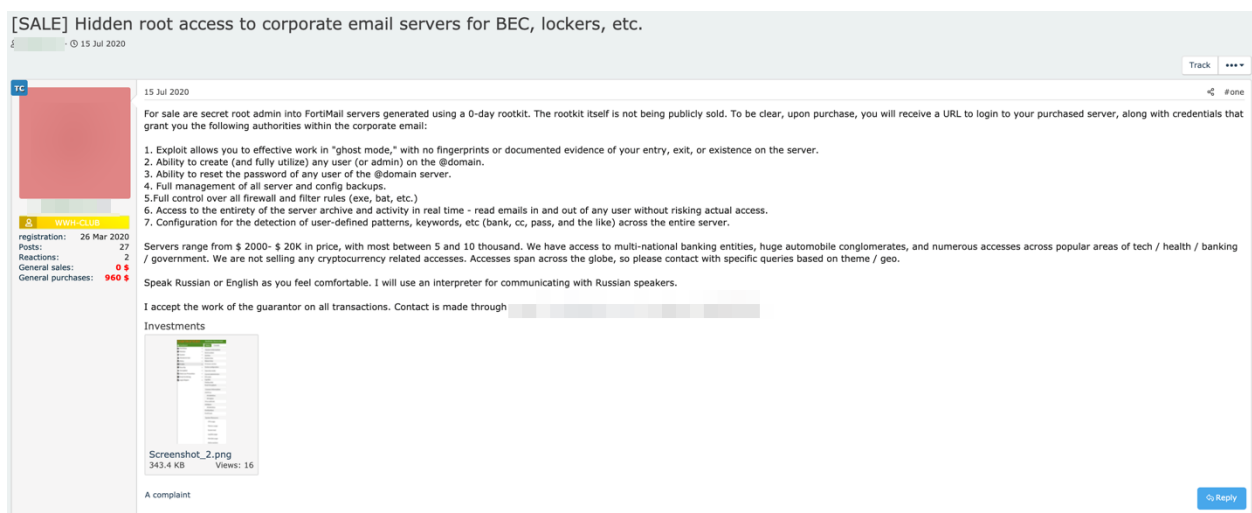 [SALE] Hidden root access to corporate email servers for BEC, lockers, etc.
15 Jul 2020
Track
TC
15 Jul 2020
#one
For sale are secret root admin into FortiMail servers generated using a 0-day rootkit. The rootkit itself is not being publicly sold. To be clear, upon purchase, you will receive a URL to login to your purchased server, along with credentials that
grant you the following authorities within the corporate email:
1. Exploit allows you to effective work in "ghost mode," with no fingerprints or documented evidence of your entry, exit, or existence on the server.
2. Ability to create (and fully utilize) any user (or admin) on the @domain.
3. Ability to reset the password of any user of the @domain server.
4. Full management of all server and config backups.
5.Full control over all firewall and filter rules (exe, bat, etc.)
6. Access to the entirety of the server archive and activity in real time - read emails in and out of any user without risking actual access.
7. Configuration for the detection of user-defined patterns, keywords, etc (bank, cc, pass, and the like) across the entire server.
WWH-CLUB
registration: 26 Mar 2020
Posts: 27
Reactions: 2
General sales: 0 $
General purchases: 960 $
Servers range from $ 2000- $ 20K in price, with most between 5 and 10 thousand. We have access to multi-national banking entities, huge automobile conglomerates, and numerous accesses across popular areas of tech / health / banking
/ government. We are not selling any cryptocurrency related accesses. Accesses span across the globe, so please contact with specific queries based on theme / geo.
Speak Russian or English as you feel comfortable. I will use an interpreter for communicating with Russian speakers.
I accept the work of the guarantor on all transactions. Contact is made through
Investments
Screenshot_2.png
343.4 KB Views: 16
A complaint
Reply